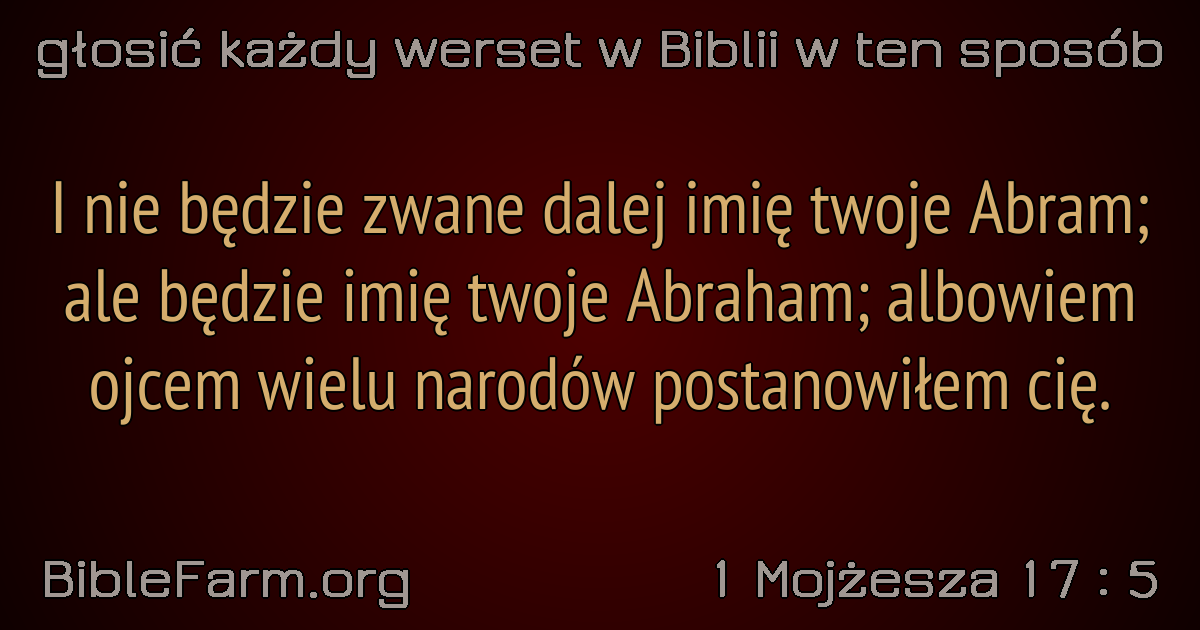 głosić każdy werset w Biblii w ten sposób
I nie będzie zwane dalej imię twoje Abram;
ale będzie imię twoje Abraham; albowiem
ojcem wielu narodów postanowiłem cię.
BibleFarm.org
1 Mojżesza 17 : 5